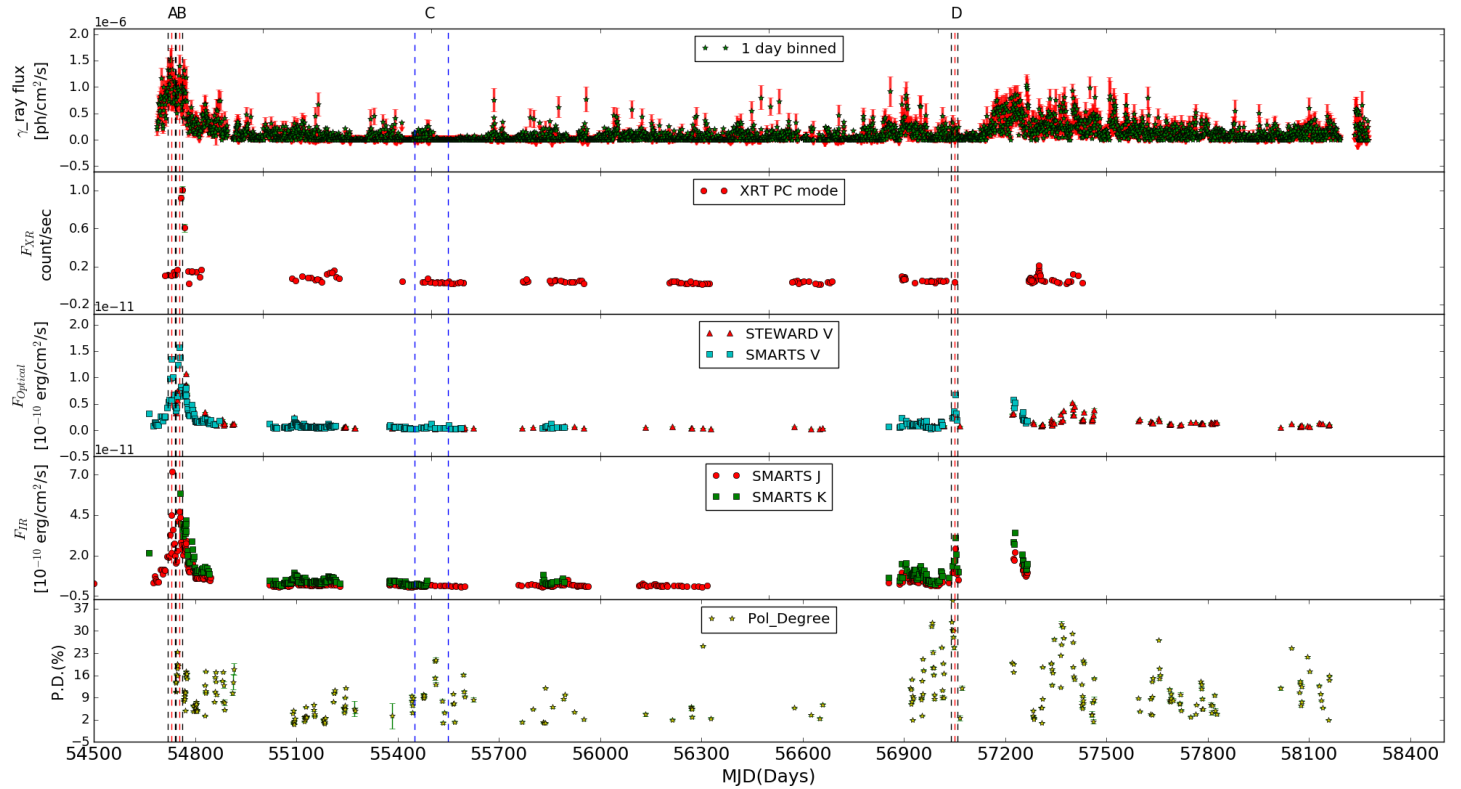 AB C D
1e−6
2.0
1.5
1.0
0.5
0.0
−0.5
γ_ray flux
[ph/cm²/s]
1 day binned
1.0
0.6
0.2
−0.2
F_XR
count/sec
XRT PC mode
1e−11
2.0
1.5
1.0
0.5
0.0
−0.5
F_Optical
[10⁻¹⁰ erg/cm²/s]
STEWARD V
SMARTS V
1e−11
7.0
4.5
2.0
−0.5
F_IR
[10⁻¹⁰ erg/cm²/s]
SMARTS J
SMARTS K
37
30
23
16
9
2
−5
P.D.(%)
Pol_Degree
54500 54800 55100 55400 55700 56000 56300 56600 56900 57200 57500 57800 58100 58400
MJD(Days)